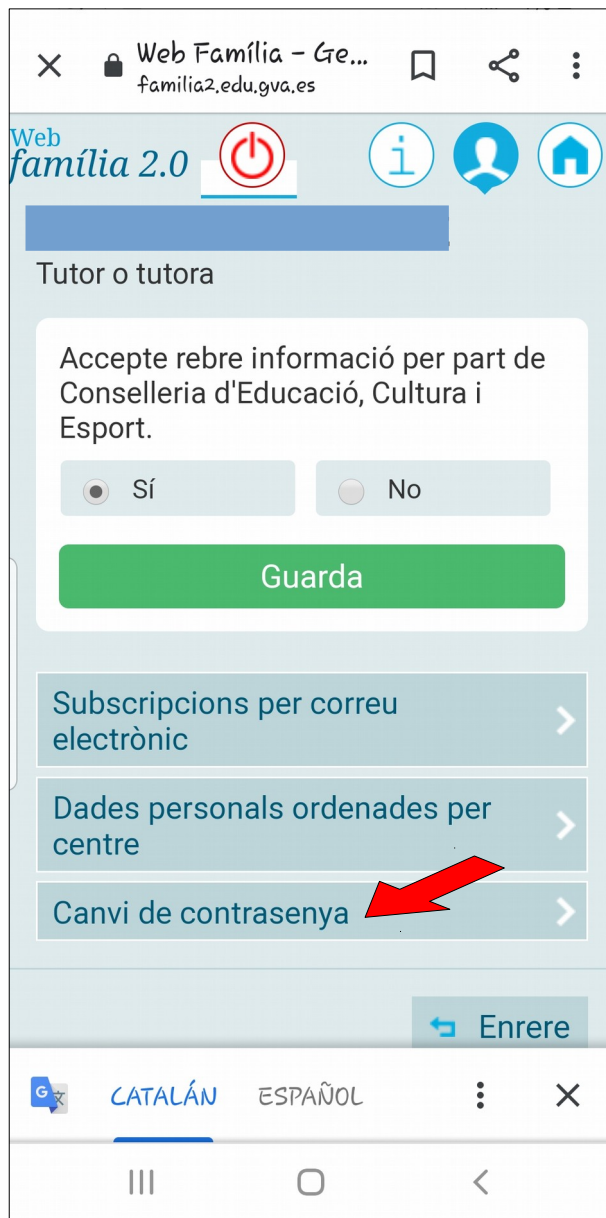 Web Família – Ge...
familia2.edu.gva.es
Web
família 2.0
i
Tutor o tutora
Accepte rebre informació per part de
Conselleria d'Educació, Cultura i
Esport.
Sí No
Guarda
Subscripcions per correu
electrònic
Dades personals ordenades per
centre
Canvi de contrasenya
Enrere
G文 CATALÁN ESPAÑOL